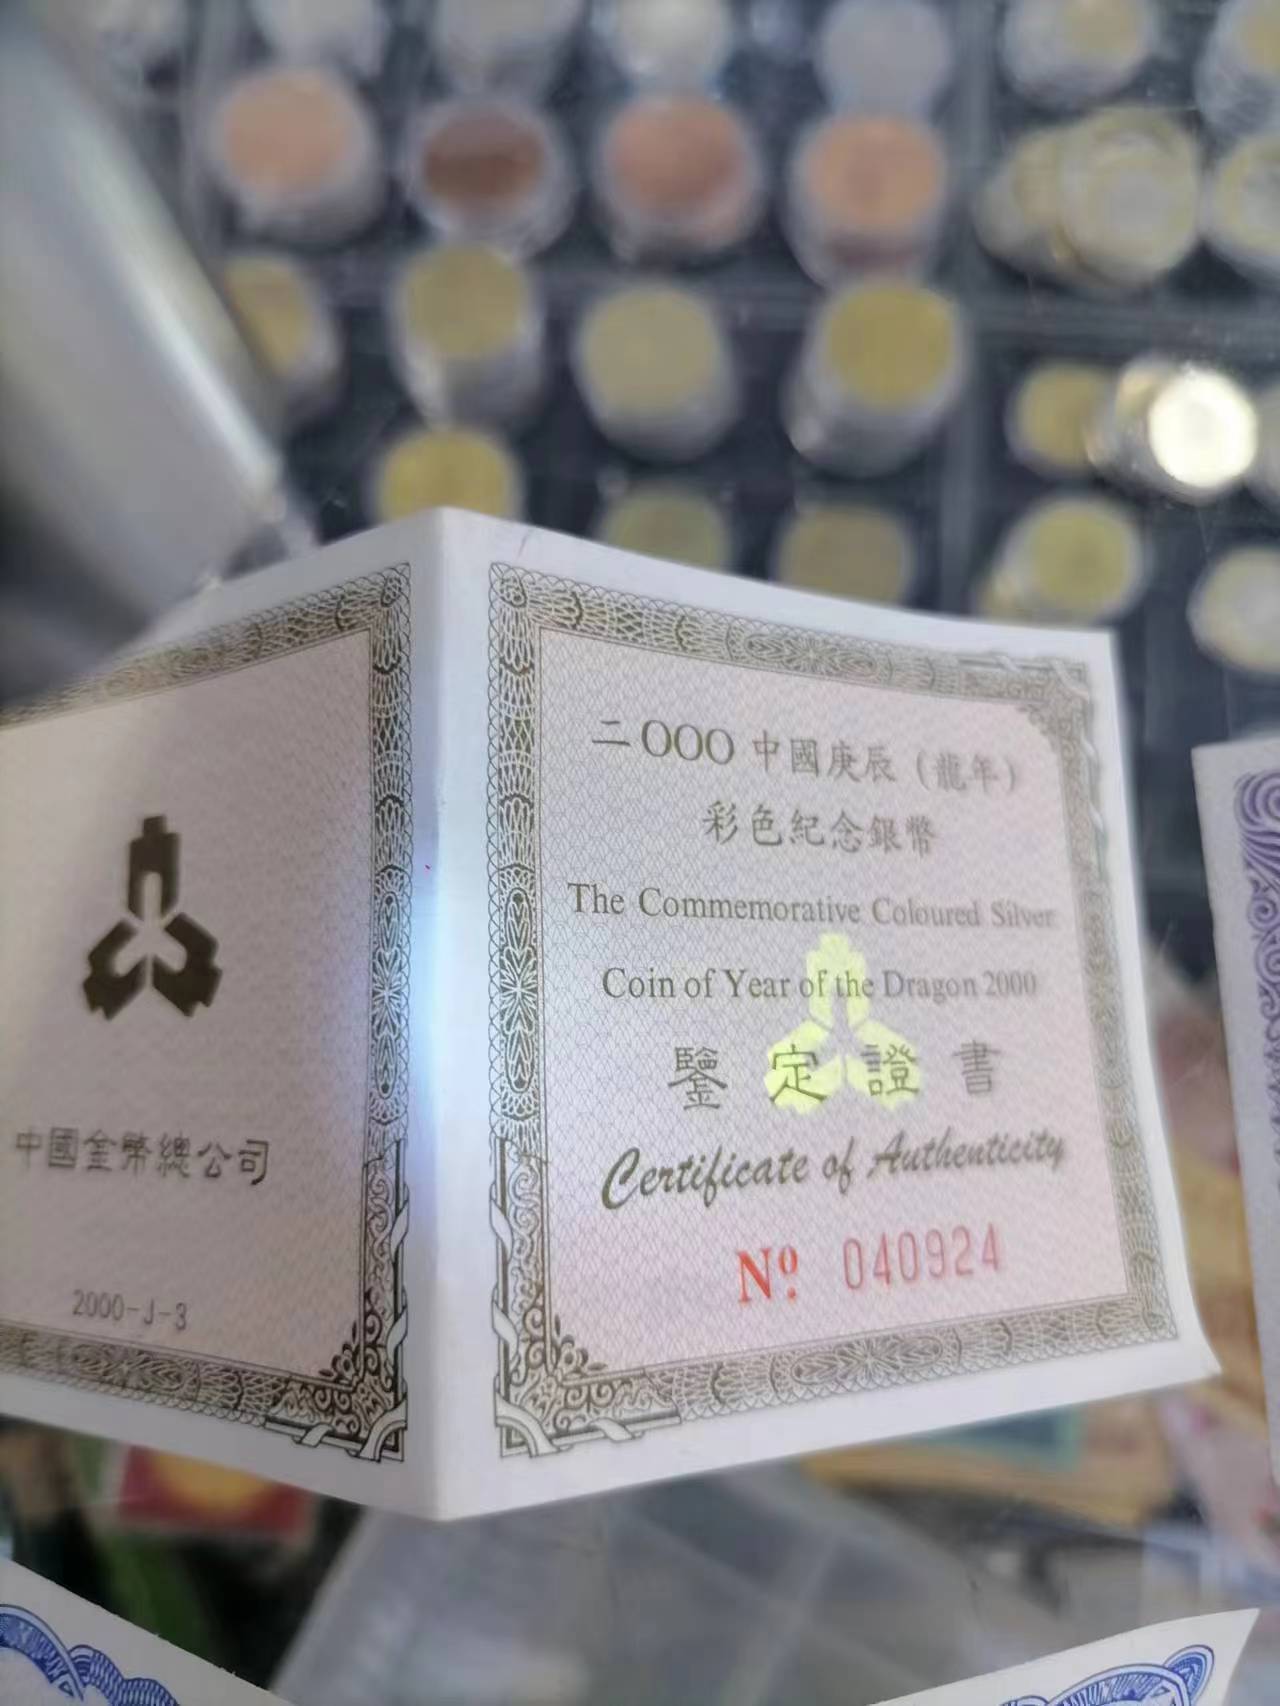 中國金幣總公司
2000-J-3
二OOO中國庚辰（龍年）
彩色紀念銀幣
The Commemorative Coloured Silver
Coin of Year of the Dragon 2000
鑒定證書
Certificate of Authenticity
Nº 040924